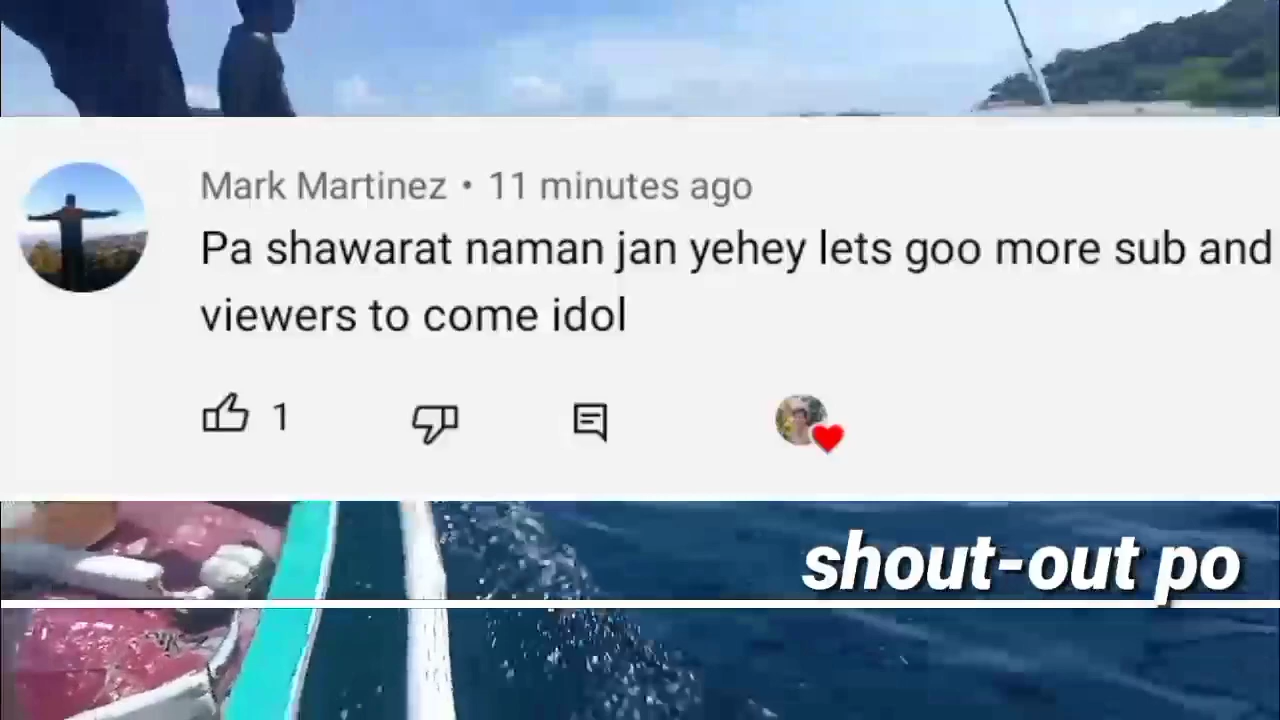 Mark Martinez • 11 minutes ago
Pa shawarat naman jan yehey lets goo more sub and
viewers to come idol
1
shout-out po